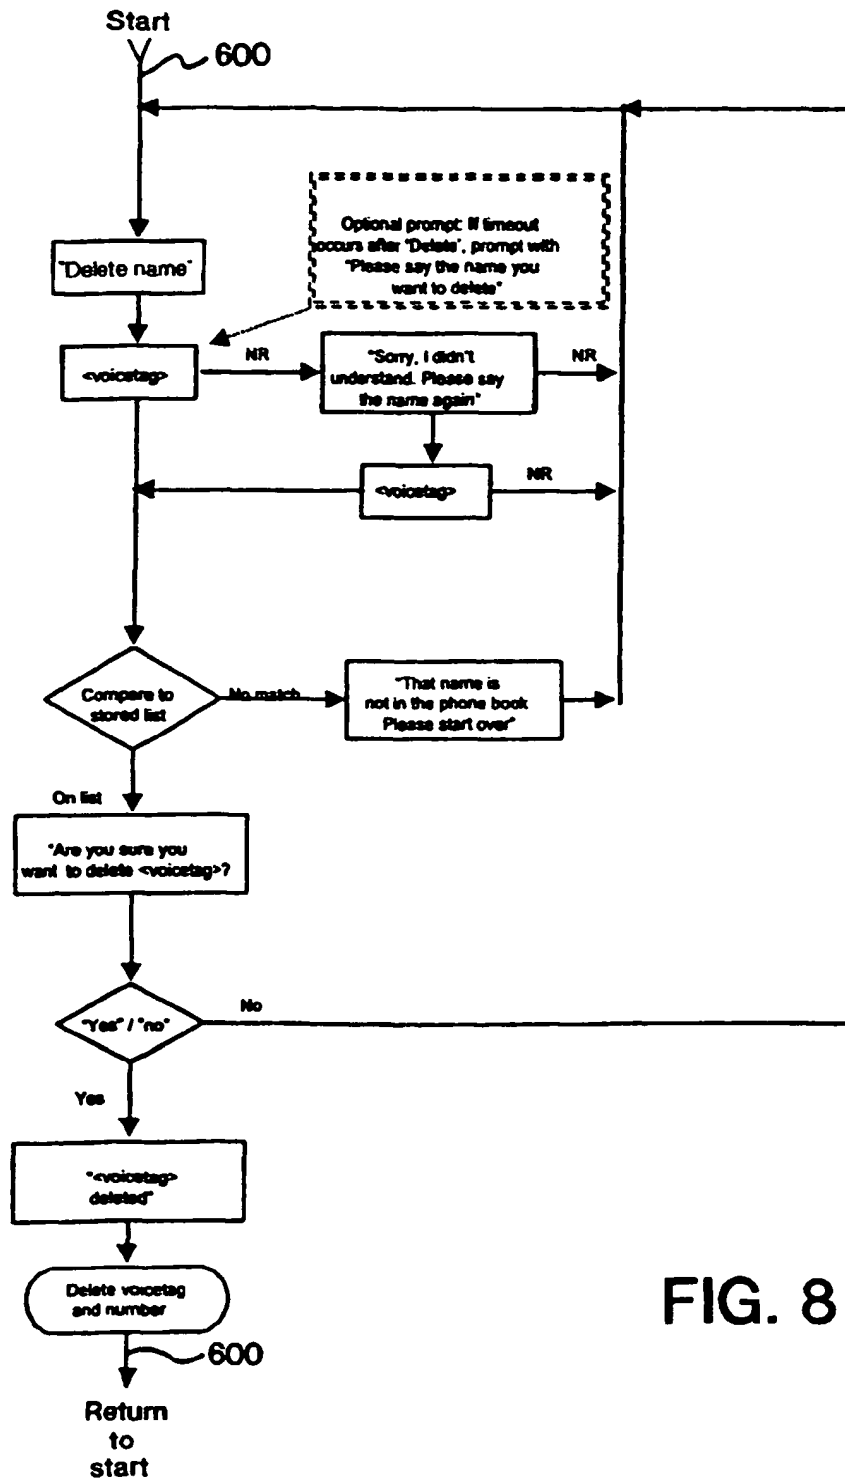 Start
600
"Delete name"
Optional prompt: If timeout
occurs after "Delete", prompt with
"Please say the name you
want to delete"
<voicetag>
NR
"Sorry, I didn't
understand. Please say
the name again"
NR
<voicetag>
NR
Compare to
stored list
No match
"That name is
not in the phone book
Please start over"
On list
"Are you sure you
want to delete <voicetag>?
"Yes" / "no"
No
Yes
"<voicetag>
deleted"
Delete voicetag
and number
600
Return
to
start
FIG. 8